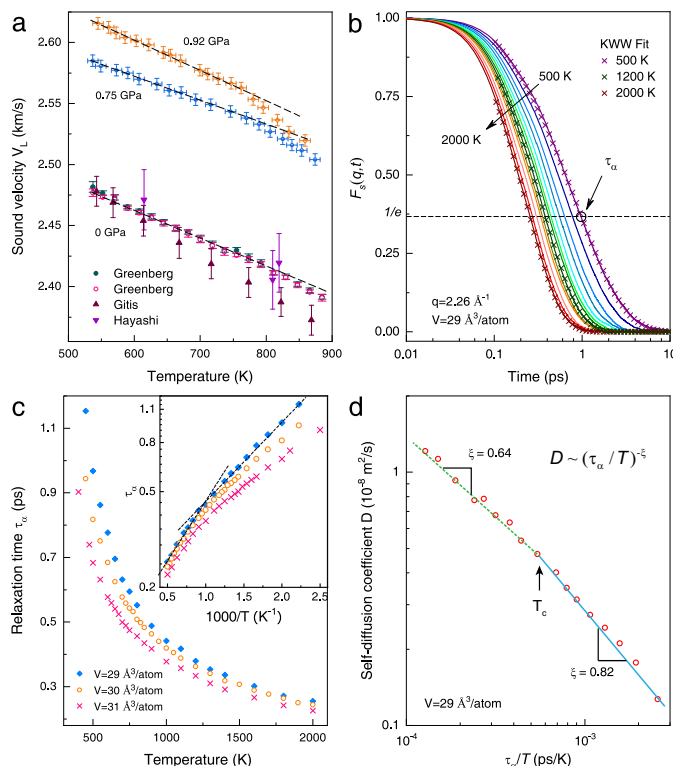 a
2.60
2.55
2.50
2.45
2.40
Sound velocity V_L (km/s)
0.92 GPa
0.75 GPa
0 GPa
Greenberg
Greenberg
Gitis
Hayashi
500
600
700
800
900
Temperature (K)
b
1.00
0.75
1/e
0.25
0.00
F_s(q,t)
KWW Fit
500 K
1200 K
2000 K
500 K
2000 K
τ_α
q=2.26 Å⁻¹
V=29 Å³/atom
0.01
0.1
1
10
Time (ps)
c
1.1
0.9
0.7
0.5
0.3
Relaxation time τ_α (ps)
1.1
0.8
0.5
0.2
τ_α
0.5
1.0
1.5
2.0
2.5
1000/T (K⁻¹)
V=29 Å³/atom
V=30 Å³/atom
V=31 Å³/atom
500
1000
1500
2000
Temperature (K)
d
1
0.1
Self-diffusion coefficient D (10⁻⁸ m²/s)
ξ = 0.64
D ~ (τ_α / T)^-ξ
T_c
ξ = 0.82
V=29 Å³/atom
10⁻⁴
10⁻³
τ_α/T (ps/K)